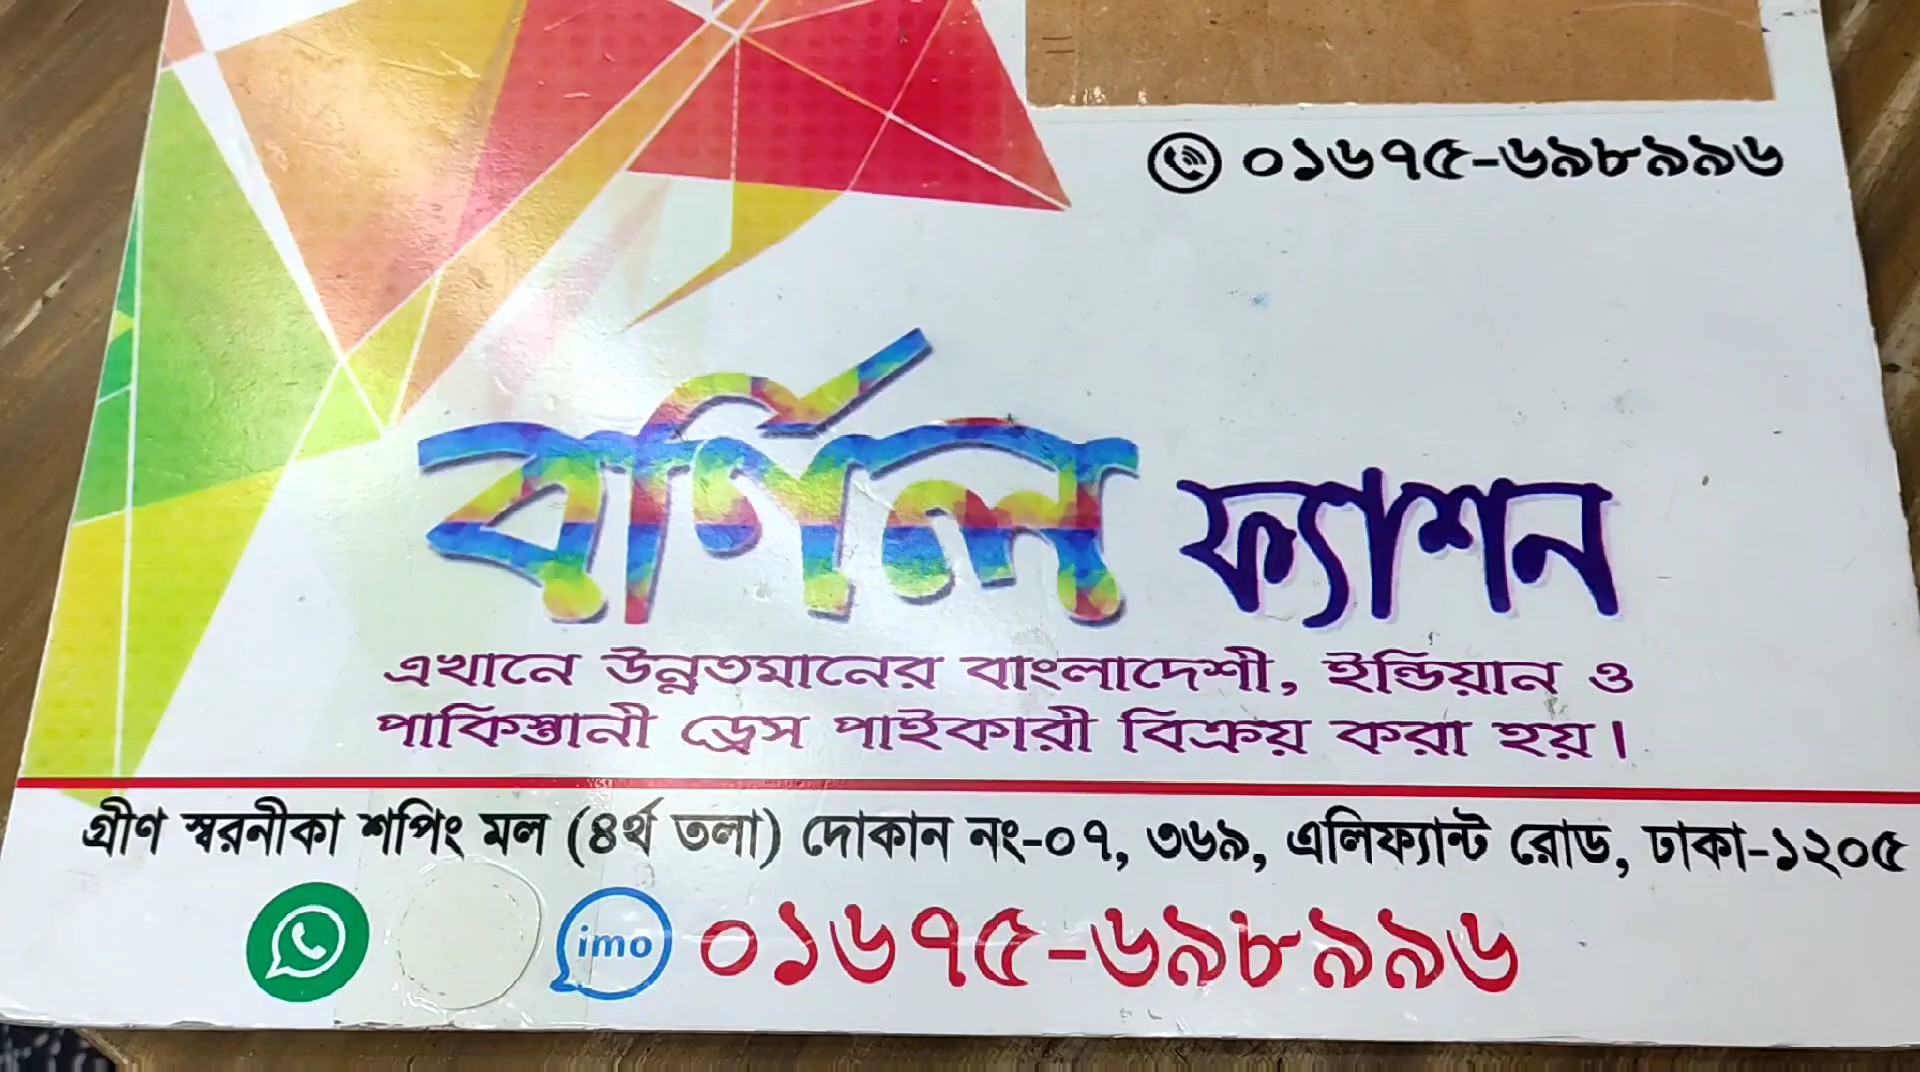 ০১৬৭৫-৬৯৮৯৯৬
বর্ণিল ফ্যাশন
এখানে উন্নতমানের বাংলাদেশী, ইন্ডিয়ান ও
পাকিস্তানী ড্রেস পাইকারী বিক্রয় করা হয়।
গ্রীণ স্বরনীকা শপিং মল (৪র্থ তলা) দোকান নং-০৭, ৩৬৯, এলিফ্যান্ট রোড, ঢাকা-১২০৫
imo ০১৬৭৫-৬৯৮৯৯৬